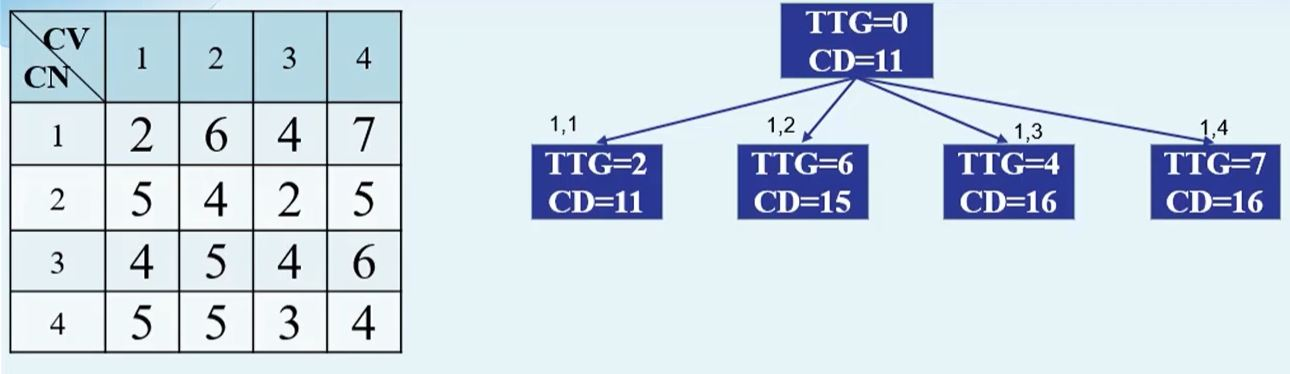 CV
CN 1 2 3 4
1 2 6 4 7
2 5 4 2 5
3 4 5 4 6
4 5 5 3 4
TTG=0
CD=11
1,1 1,2 1,3 1,4
TTG=2 TTG=6 TTG=4 TTG=7
CD=11 CD=15 CD=16 CD=16